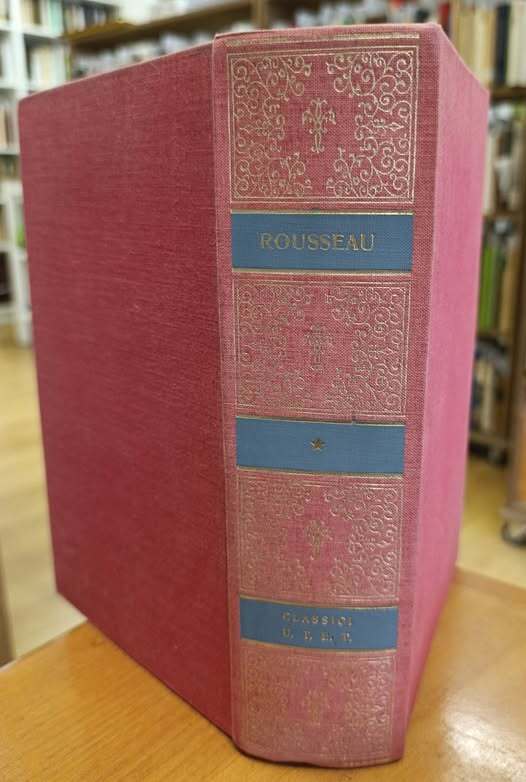 ROUSSEAU
CLASSICI
U. T. E. T.